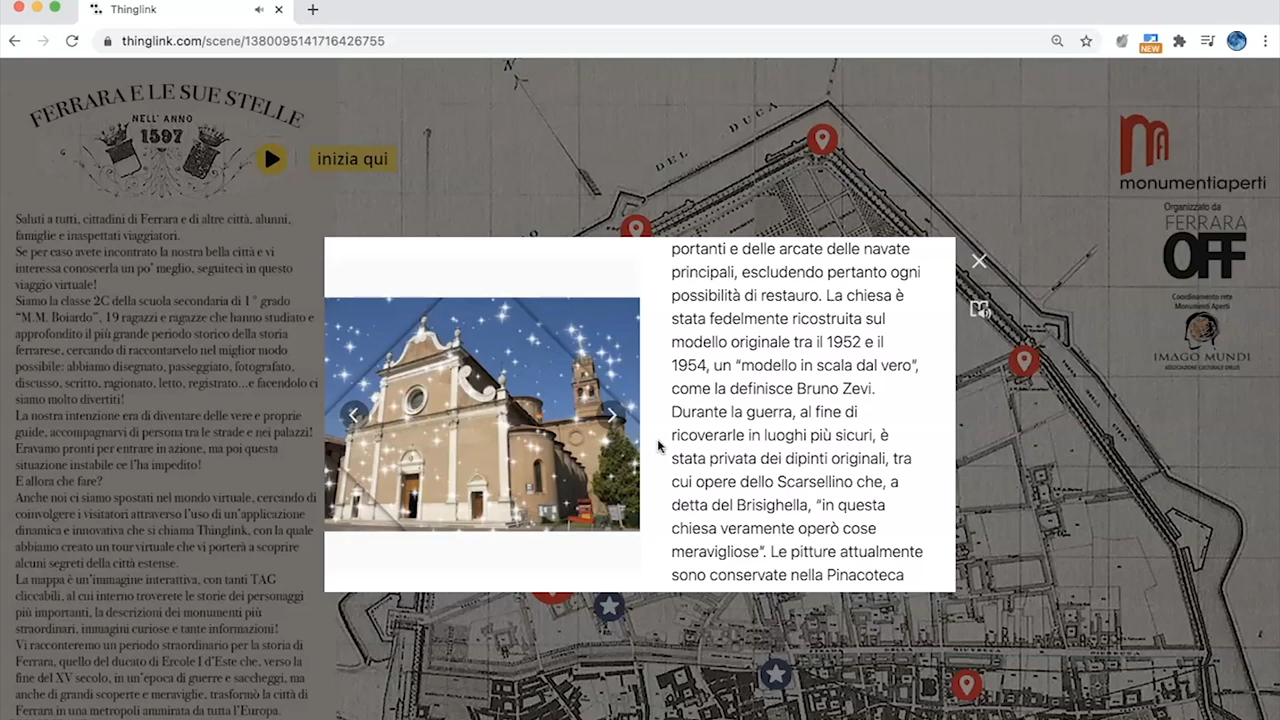 Thinglink
thinglink.com/scene/1380095141716426755
NEW
FERRARA E LE SUE STELLE
NELL' ANNO
1597
inizia qui
Saluti a tutti, cittadini di Ferrara e di altre città, alunni,
famiglie e inaspettati viaggiatori.
Se per caso avete incontrato la nostra bella città e vi
interessa conoscerla un po' meglio, seguiteci in questo
viaggio virtuale!
Siamo la classe 2C della scuola secondaria di 1° grado
“M.M. Boiardo”, 19 ragazzi e ragazze che hanno studiato e
approfondito il più grande periodo storico della storia
ferrarese, cercando di raccontarvelo nel miglior modo
possibile: abbiamo disegnato, passeggiato, fotografato,
discusso, scritto, ragionato, letto, registrato...e facendolo ci
siamo molto divertiti!
La nostra intenzione era di diventare delle vere e proprie
guide, accompagnarvi di persona tra le strade e nei palazzi!
Eravamo pronti per entrare in azione, ma poi questa
situazione instabile ce l'ha impedito!
E allora che fare?
Anche noi ci siamo spostati nel mondo virtuale, cercando di
coinvolgere i visitatori attraverso l'uso di un'applicazione
dinamica e innovativa che si chiama Thinglink, con la quale
abbiamo creato un tour virtuale che vi porterà a scoprire
alcuni segreti della città estense.
La mappa è un'immagine interattiva, con tanti TAG
cliccabili, al cui interno troverete le storie dei personaggi
più importanti, la descrizioni dei monumenti più
straordinari, immagini curiose e tante informazioni!
Vi racconteremo un periodo straordinario per la storia di
Ferrara, quello del ducato di Ercole I d'Este che, verso la
fine del XV secolo, in un'epoca di guerre e saccheggi, ma
anche di grandi scoperte e meraviglie, trasformò la città di
Ferrara in una metropoli ammirata da tutta l'Europa.
N
DEL DUCA
portanti e delle arcate delle navate
principali, escludendo pertanto ogni
possibilità di restauro. La chiesa è
stata fedelmente ricostruita sul
modello originale tra il 1952 e il
1954, un “modello in scala dal vero”,
come la definisce Bruno Zevi.
Durante la guerra, al fine di
ricoverarle in luoghi più sicuri, è
stata privata dei dipinti originali, tra
cui opere dello Scarsellino che, a
detta del Brisighella, “in questa
chiesa veramente operò cose
meravigliose”. Le pitture attualmente
sono conservate nella Pinacoteca
monumentiaperti
Organizzato da
FERRARA
OFF
Coordinamento rete
Monumenti Aperti
IMAGO MUNDI